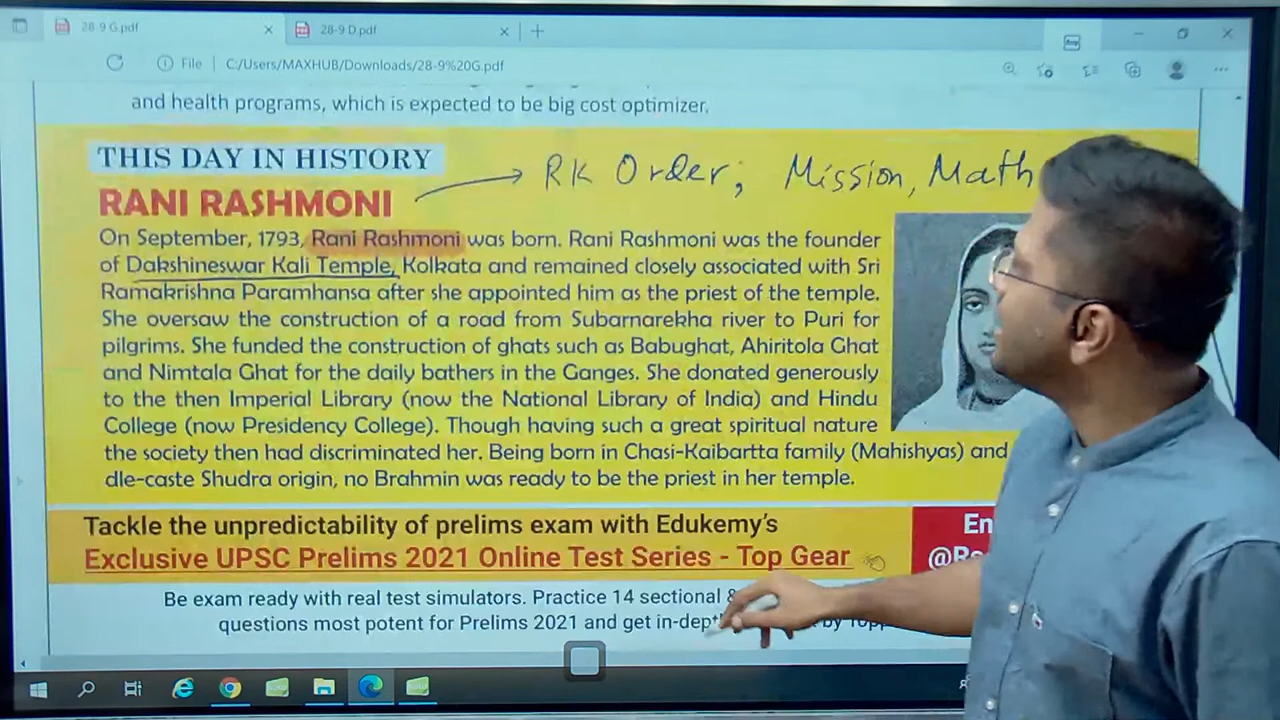 28-9 G.pdf
28-9 D.pdf
File
C:/Users/MAXHUB/Downloads/28-9%20G.pdf
and health programs, which is expected to be big cost optimizer.
THIS DAY IN HISTORY
RK Order; Mission, Math
RANI RASHMONI
On September, 1793, Rani Rashmoni was born. Rani Rashmoni was the founder
of Dakshineswar Kali Temple, Kolkata and remained closely associated with Sri
Ramakrishna Paramhansa after she appointed him as the priest of the temple.
She oversaw the construction of a road from Subarnarekha river to Puri for
pilgrims. She funded the construction of ghats such as Babughat, Ahiritola Ghat
and Nimtala Ghat for the daily bathers in the Ganges. She donated generously
to the then Imperial Library (now the National Library of India) and Hindu
College (now Presidency College). Though having such a great spiritual nature
the society then had discriminated her. Being born in Chasi-Kaibartta family (Mahishyas) and
dle-caste Shudra origin, no Brahmin was ready to be the priest in her temple.
Tackle the unpredictability of prelims exam with Edukemy's
En
Exclusive UPSC Prelims 2021 Online Test Series - Top Gear
Be exam ready with real test simulators. Practice 14 sectional &
questions most potent for Prelims 2021 and get in-dept by